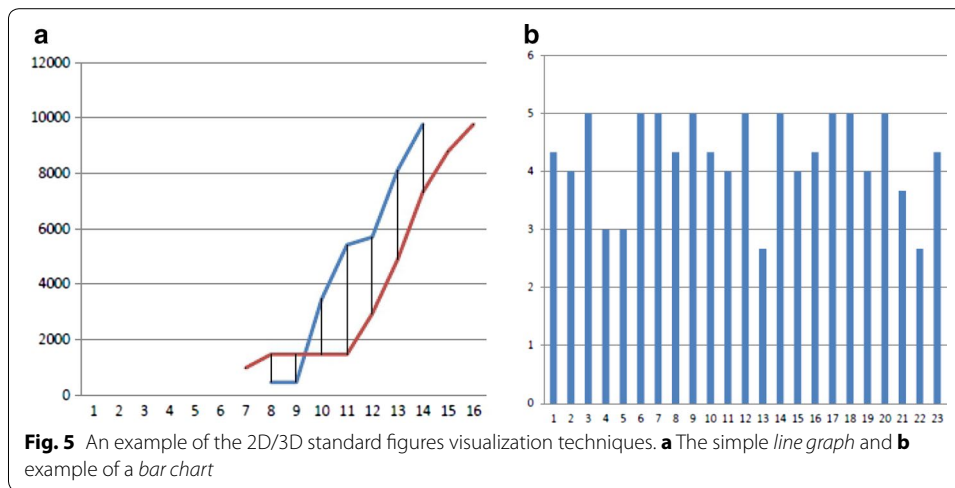 a
12000
10000
8000
6000
4000
2000
0
1 2 3 4 5 6 7 8 9 10 11 12 13 14 15 16
b
6
5
4
3
2
1
0
1 2 3 4 5 6 7 8 9 10 11 12 13 14 15 16 17 18 19 20 21 22 23
Fig. 5 An example of the 2D/3D standard figures visualization techniques. a The simple line graph and b
example of a bar chart